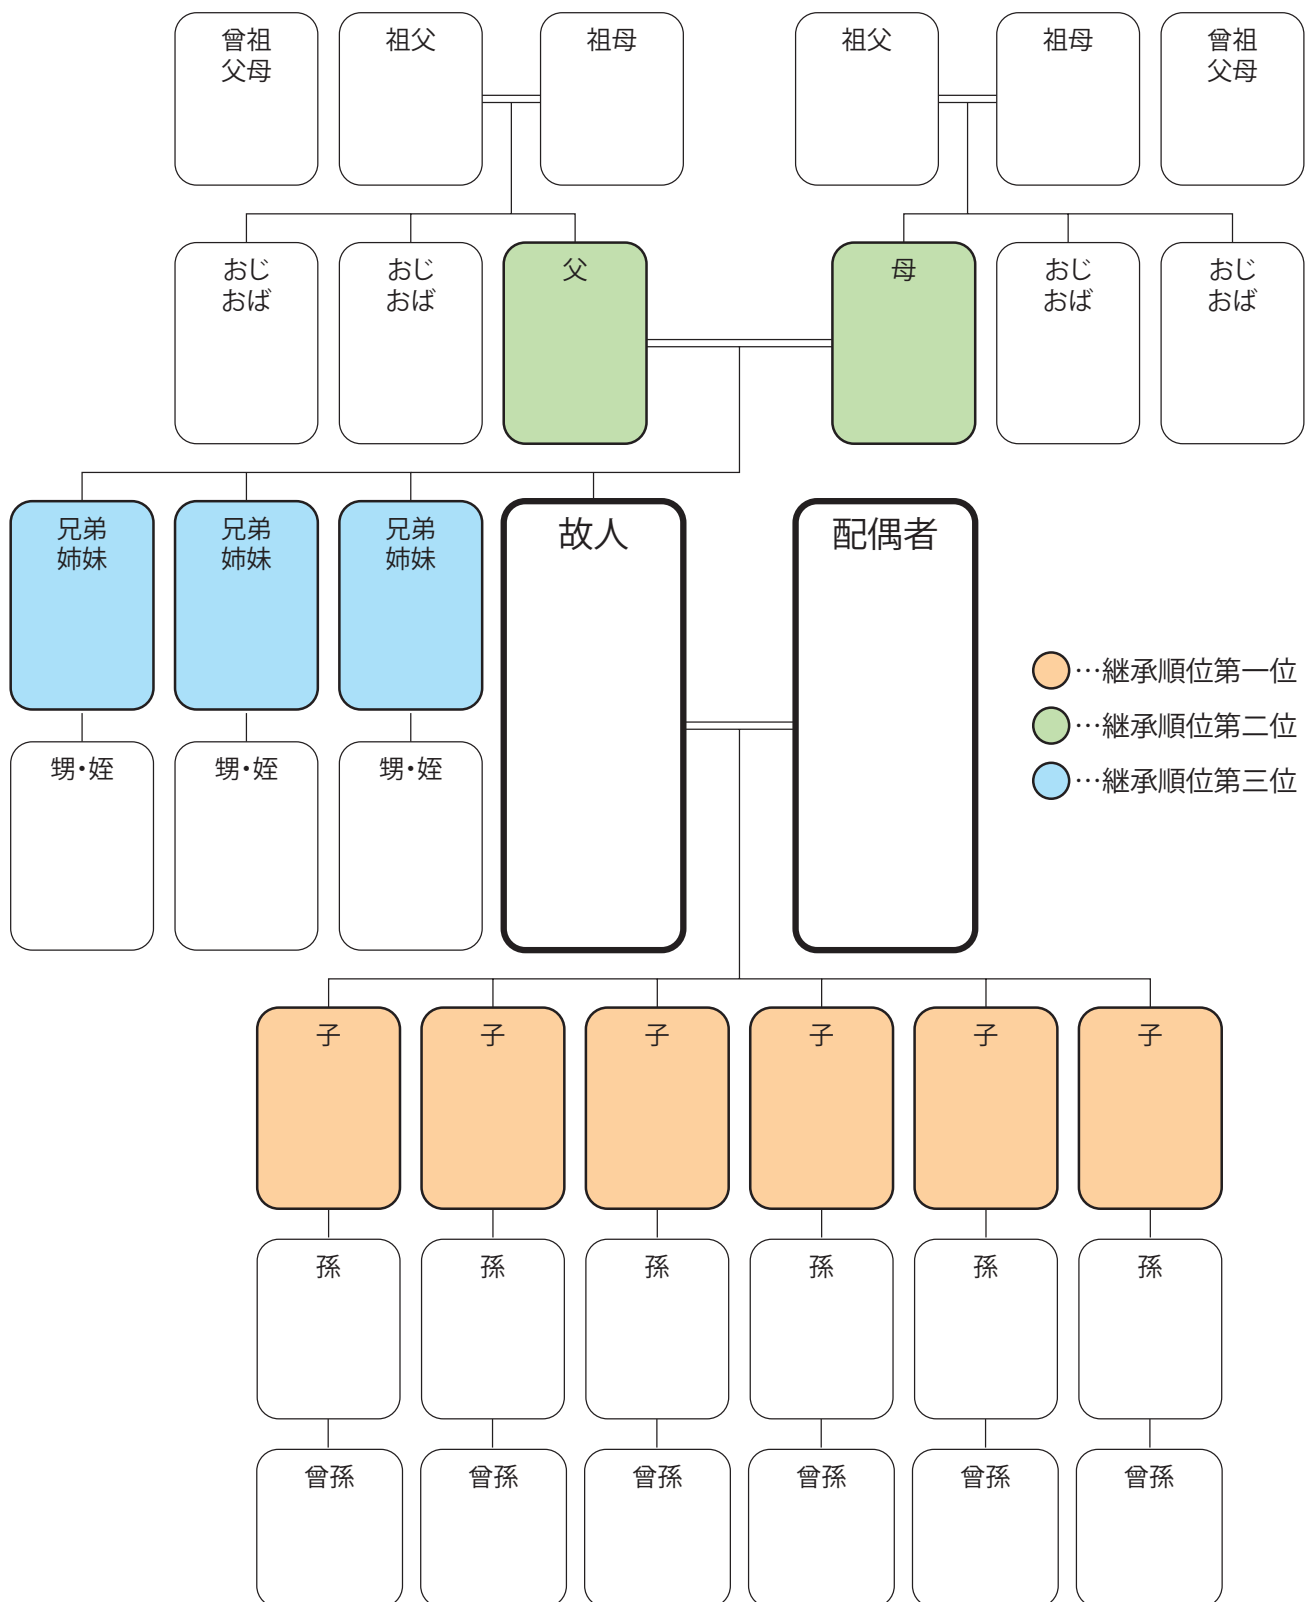 曾祖
父母
祖父
祖母
祖父
祖母
曾祖
父母
おじ
おば
おじ
おば
父
母
おじ
おば
おじ
おば
兄弟
姉妹
兄弟
姉妹
兄弟
姉妹
故人
配偶者
…継承順位第一位
…継承順位第二位
…継承順位第三位
甥・姪
甥・姪
甥・姪
子
子
子
子
子
子
孫
孫
孫
孫
孫
孫
曾孫
曾孫
曾孫
曾孫
曾孫
曾孫